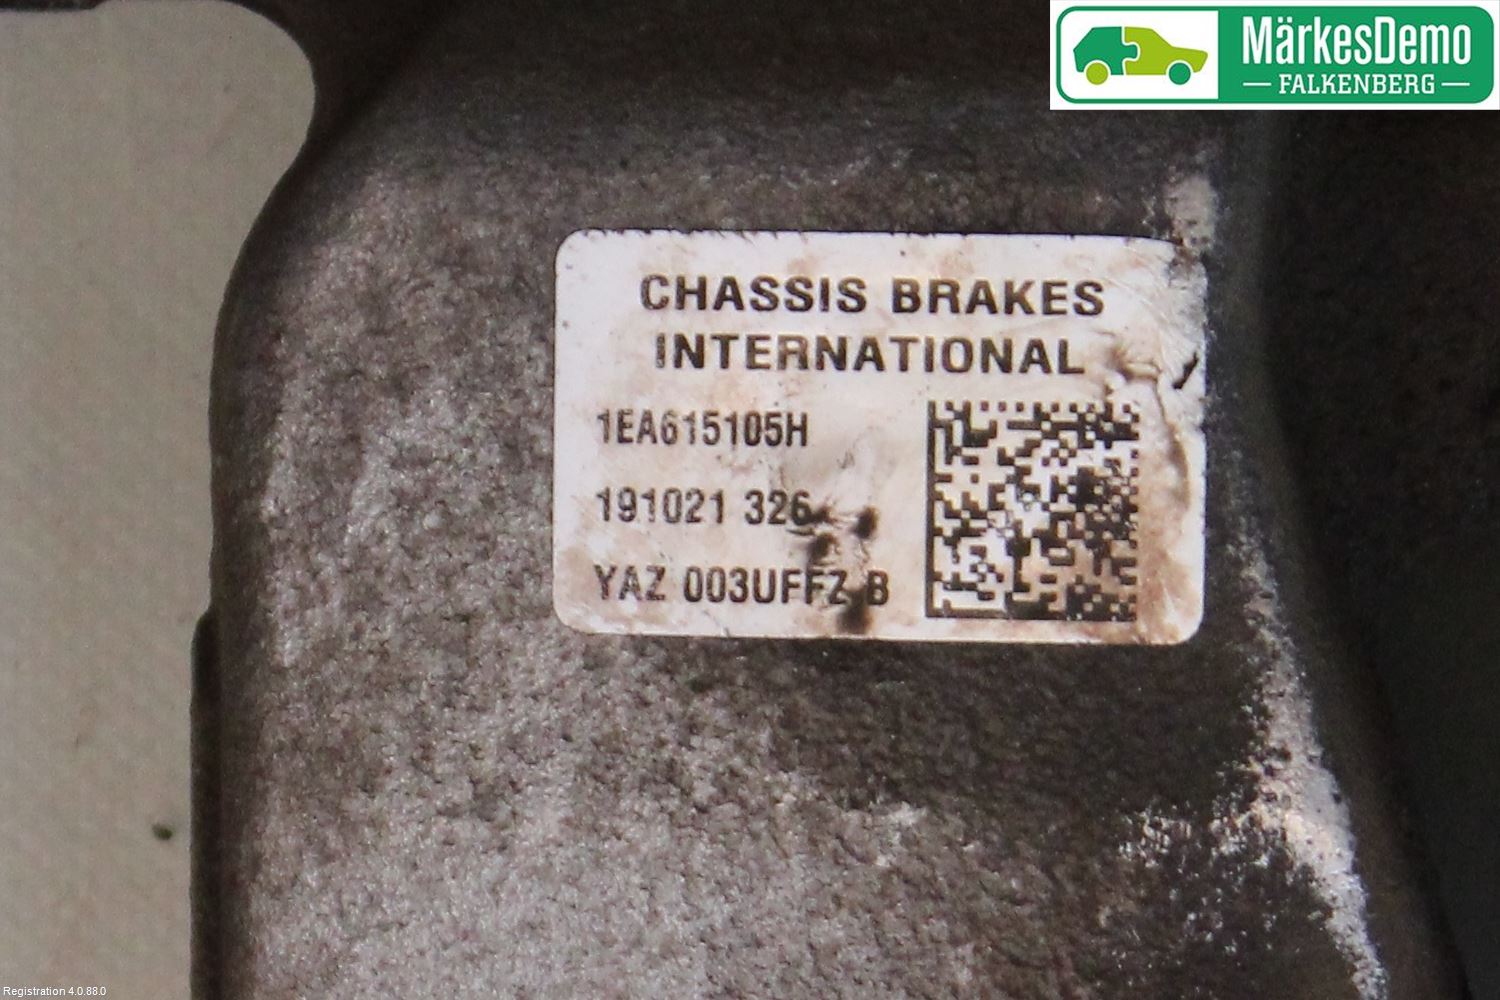 MärkesDemo
FALKENBERG
CHASSIS BRAKES
INTERNATIONAL
1EA615105H
191021 326
YAZ 003UFFZ B
Registration 4.0.88.0